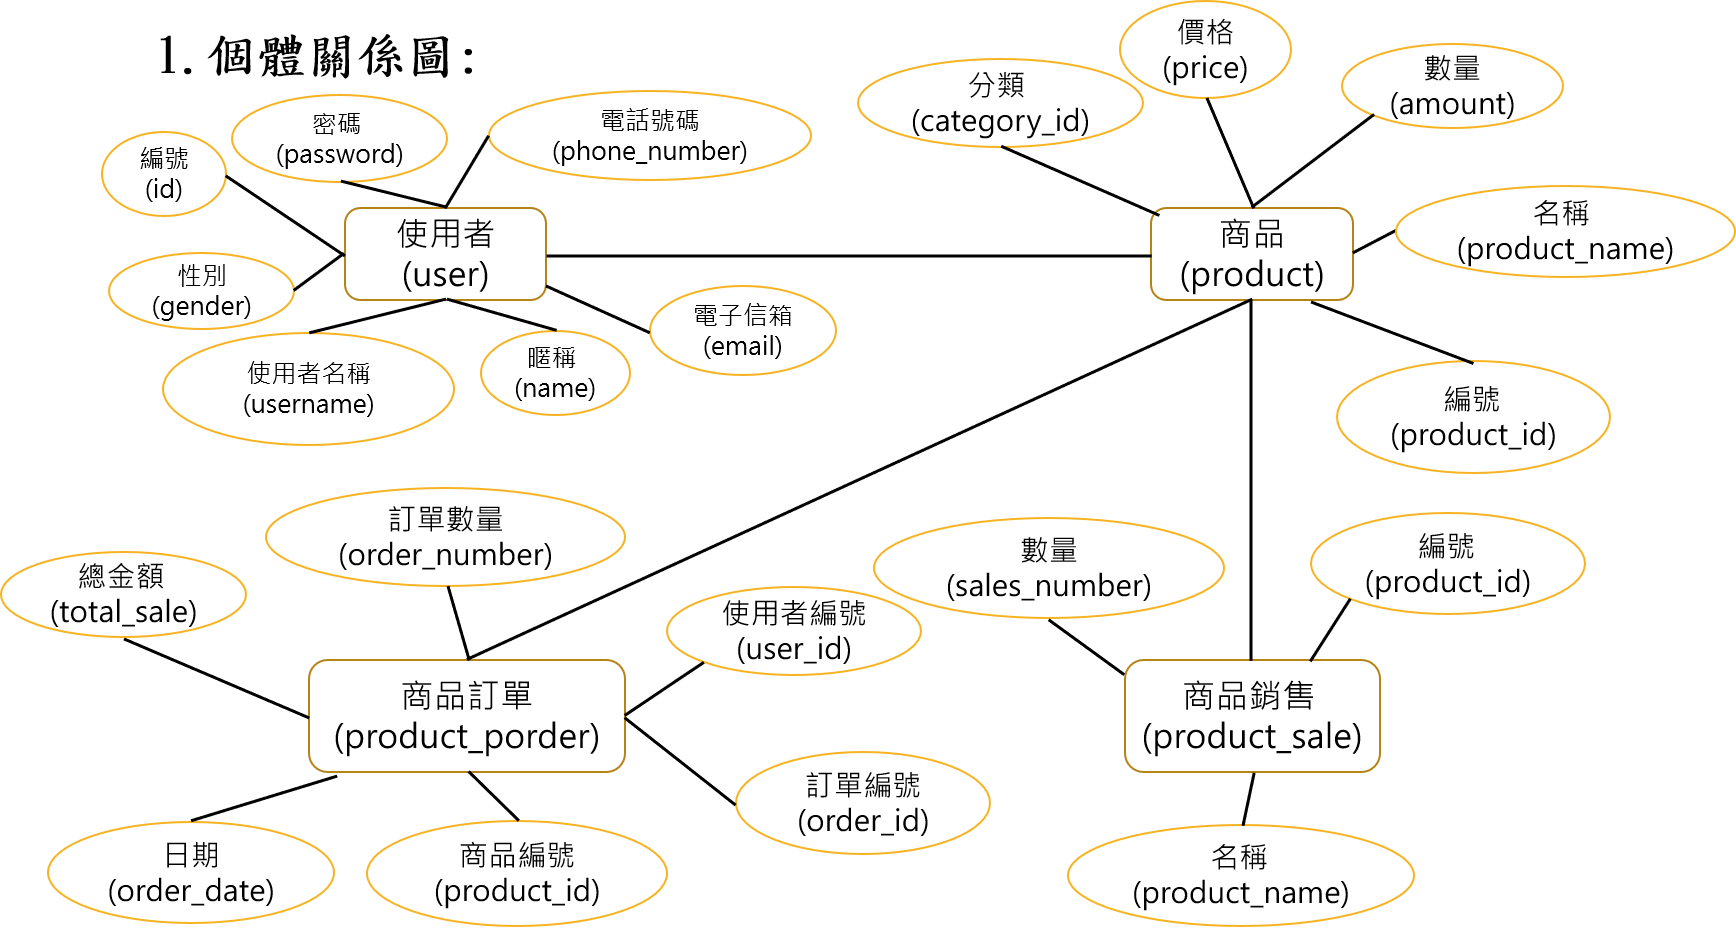 1. 個體關係圖:
密碼
(password)
電話號碼
(phone_number)
編號
(id)
使用者
(user)
性別
(gender)
使用者名稱
(username)
暱稱
(name)
電子信箱
(email)
分類
(category_id)
價格
(price)
數量
(amount)
商品
(product)
名稱
(product_name)
編號
(product_id)
訂單數量
(order_number)
總金額
(total_sale)
使用者編號
(user_id)
商品訂單
(product_porder)
訂單編號
(order_id)
日期
(order_date)
商品編號
(product_id)
數量
(sales_number)
編號
(product_id)
商品銷售
(product_sale)
名稱
(product_name)